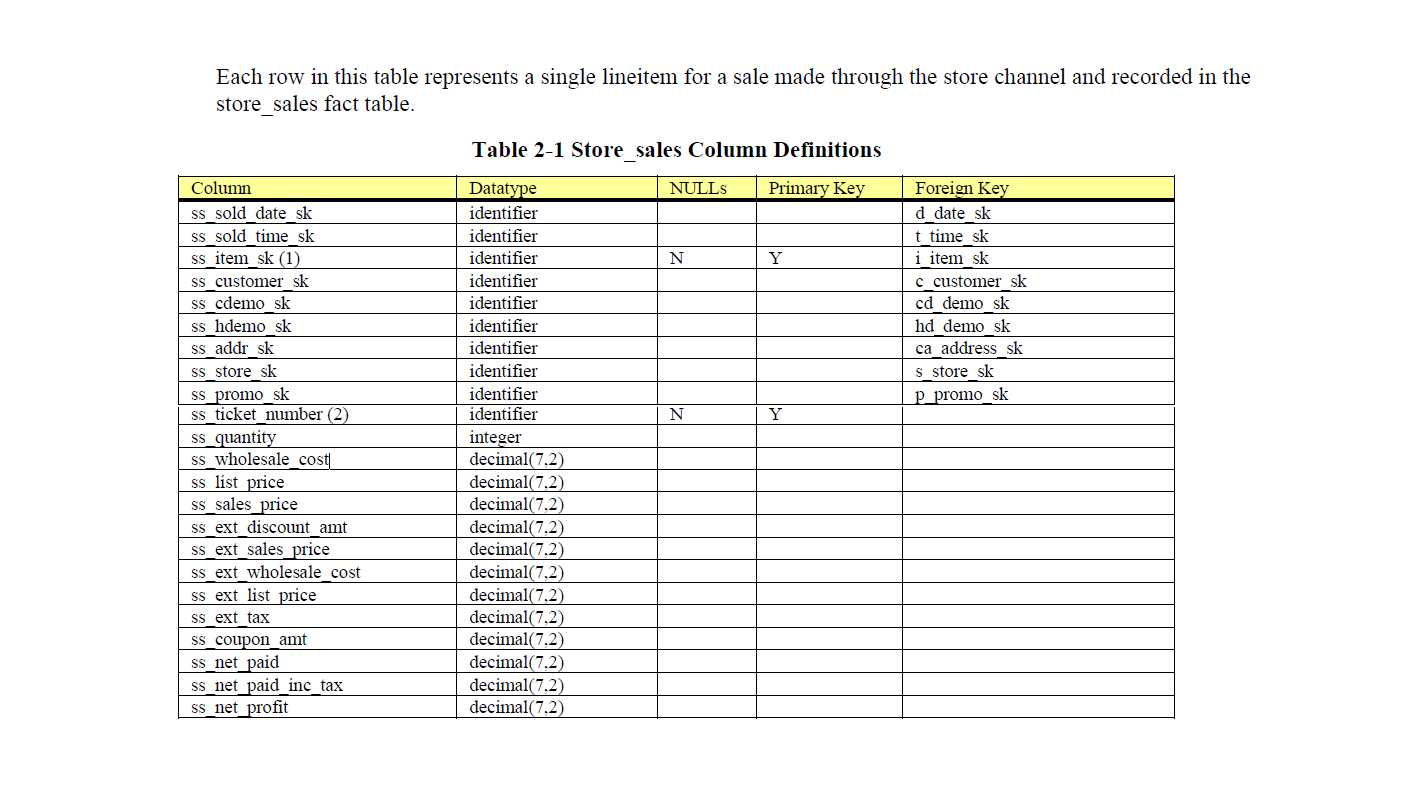 Each row in this table represents a single lineitem for a sale made through the store channel and recorded in the
store_sales fact table.
Table 2-1 Store_sales Column Definitions
Column Datatype NULLs Primary Key Foreign Key
ss_sold_date_sk identifier d_date_sk
ss_sold_time_sk identifier t_time_sk
ss_item_sk (1) identifier N Y i_item_sk
ss_customer_sk identifier c_customer_sk
ss_cdemo_sk identifier cd_demo_sk
ss_hdemo_sk identifier hd_demo_sk
ss_addr_sk identifier ca_address_sk
ss_store_sk identifier s_store_sk
ss_promo_sk identifier p_promo_sk
ss_ticket_number (2) identifier N Y
ss_quantity integer
ss_wholesale_cost decimal(7,2)
ss_list_price decimal(7,2)
ss_sales_price decimal(7,2)
ss_ext_discount_amt decimal(7,2)
ss_ext_sales_price decimal(7,2)
ss_ext_wholesale_cost decimal(7,2)
ss_ext_list_price decimal(7,2)
ss_ext_tax decimal(7,2)
ss_coupon_amt decimal(7,2)
ss_net_paid decimal(7,2)
ss_net_paid_inc_tax decimal(7,2)
ss_net_profit decimal(7,2)